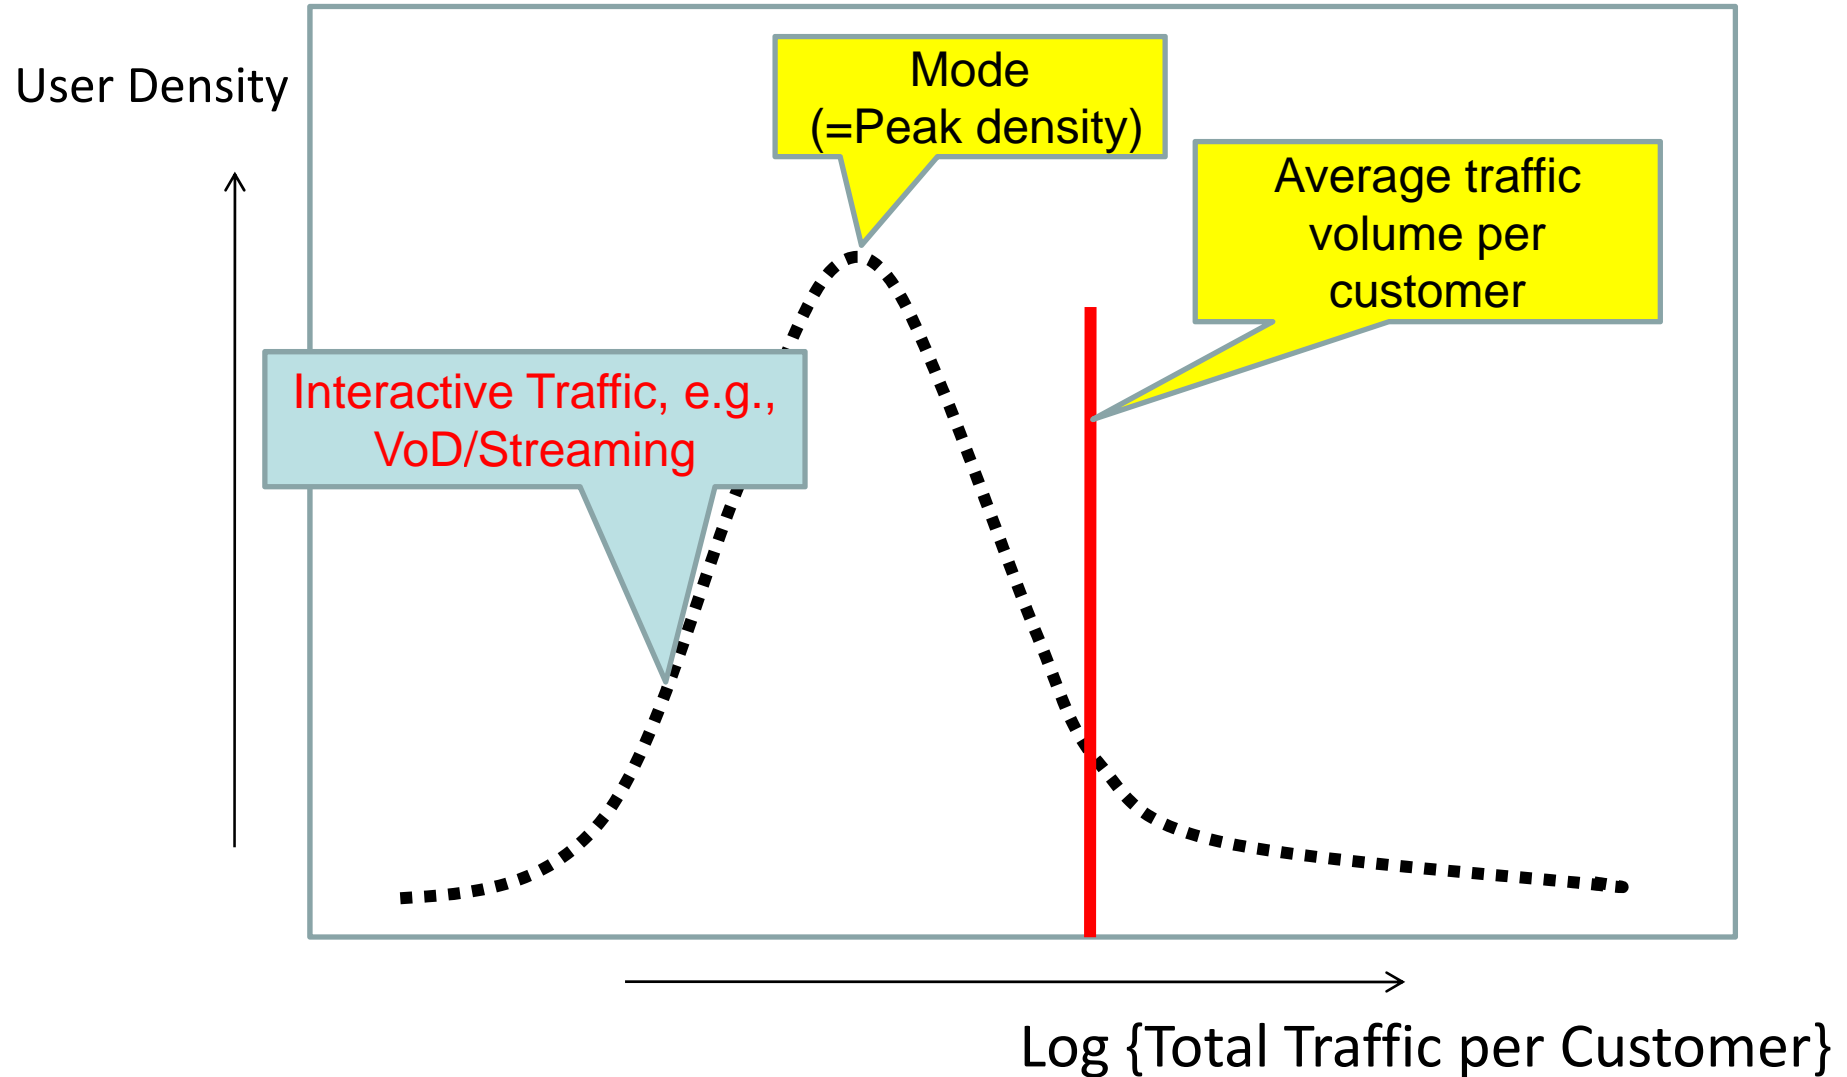 User Density
Mode
(=Peak density)
Average traffic
volume per
customer
Interactive Traffic, e.g.,
VoD/Streaming
Log {Total Traffic per Customer}